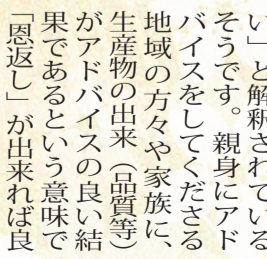 い」と解釈されている
そうです。親身にアド
バイスをしてくださる
地域の方々や家族に、
生産物の出来（品質等）
がアドバイスの良い結
果であるという意味で
「恩返し」が出来れば良